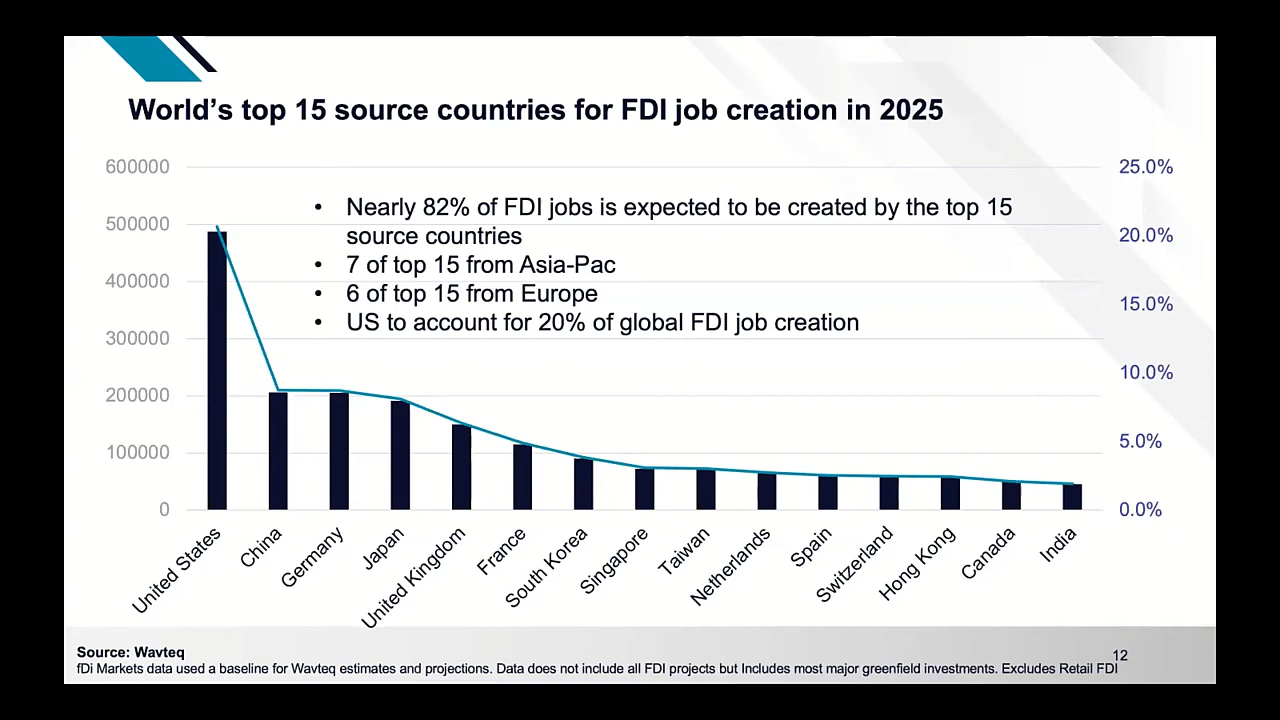 World’s top 15 source countries for FDI job creation in 2025
600000
500000
400000
300000
200000
100000
0
25.0%
20.0%
15.0%
10.0%
5.0%
0.0%
• Nearly 82% of FDI jobs is expected to be created by the top 15
source countries
• 7 of top 15 from Asia-Pac
• 6 of top 15 from Europe
• US to account for 20% of global FDI job creation
United States
China
Germany
Japan
United Kingdom
France
South Korea
Singapore
Taiwan
Netherlands
Spain
Switzerland
Hong Kong
Canada
India
Source: Wavteq
fDi Markets data used a baseline for Wavteq estimates and projections. Data does not include all FDI projects but Includes most major greenfield investments. Excludes Retail FDI
12